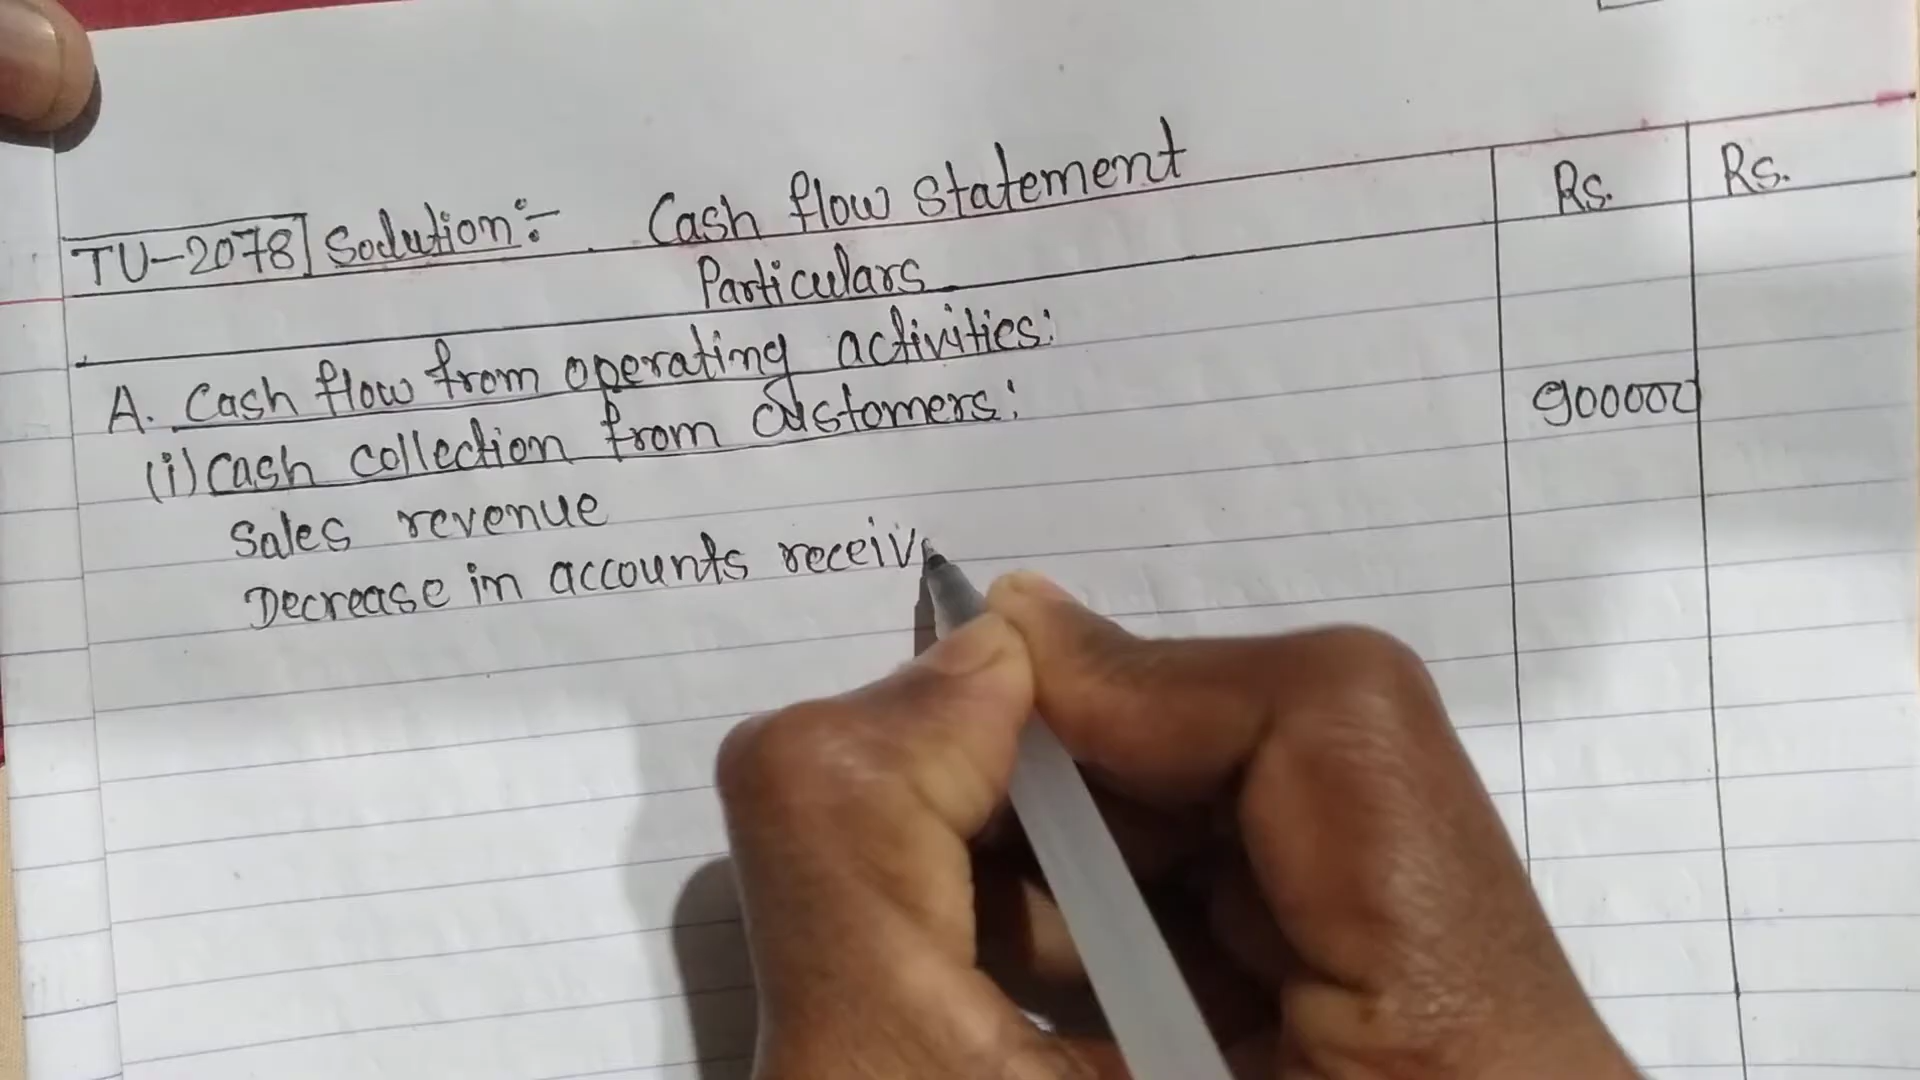 TU-2078 Solution:- Cash flow statement
Particulars Rs. Rs.
A. Cash flow from operating activities:
(i) Cash collection from customers:
Sales revenue 900000
Decrease in accounts receiv